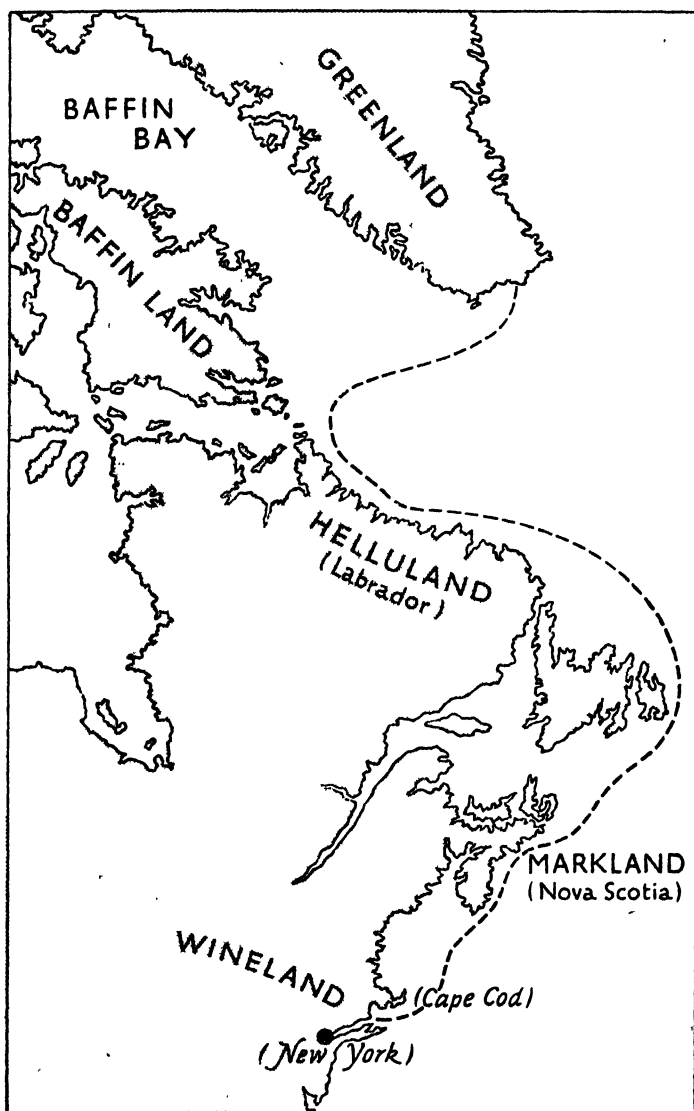 GREENLAND
BAFFIN
BAY
BAFFIN LAND
HELLULAND
(Labrador)
MARKLAND
(Nova Scotia)
WINELAND
(Cape Cod)
(New York)